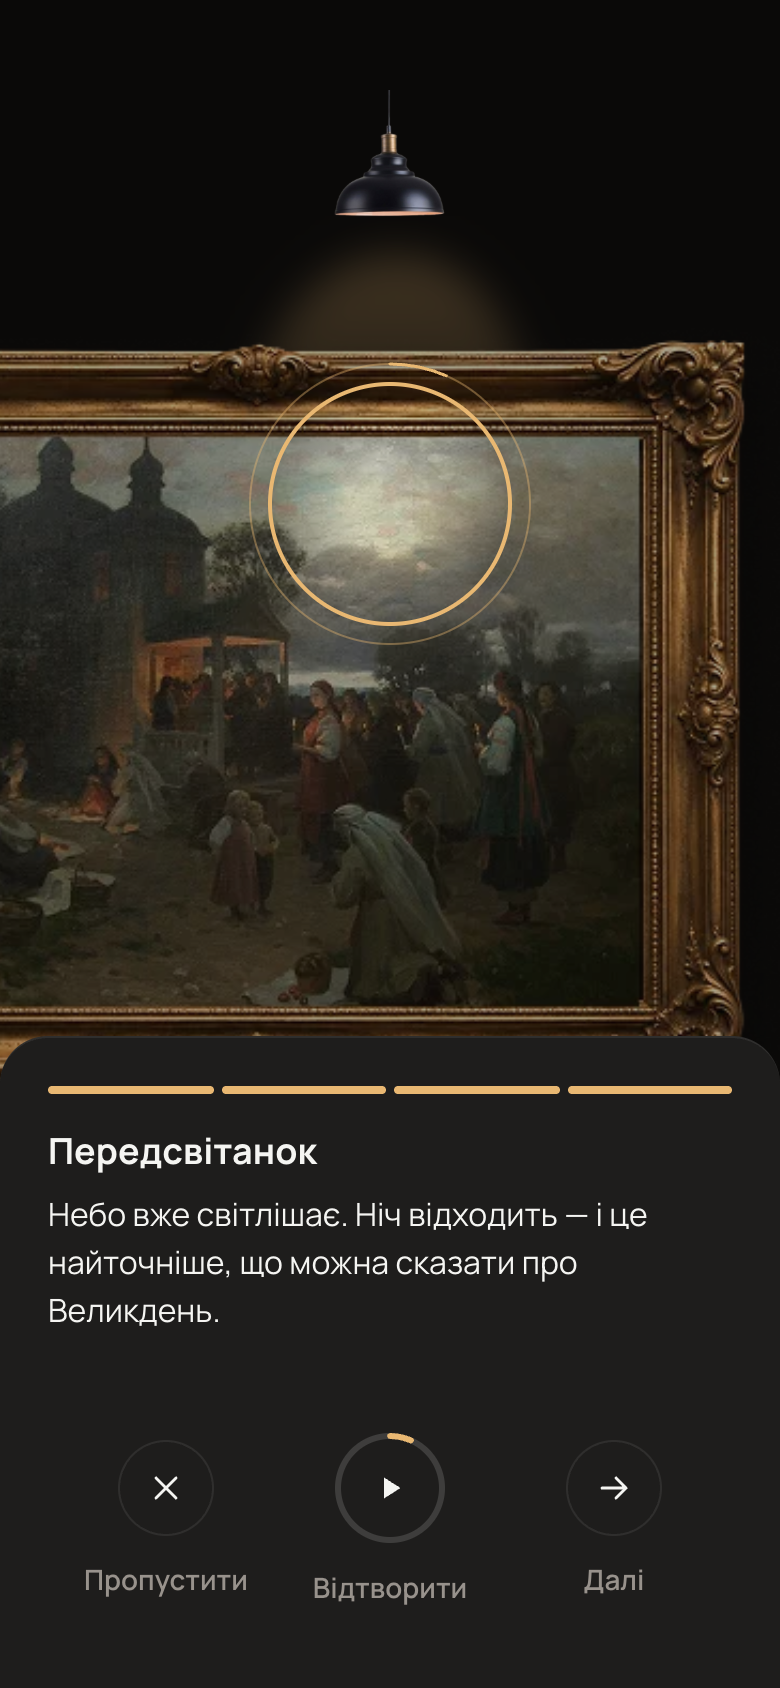 Передсвітанок
Небо вже світлішає. Ніч відходить — і це
найточніше, що можна сказати про
Великдень.
Пропустити
Відтворити
Далі